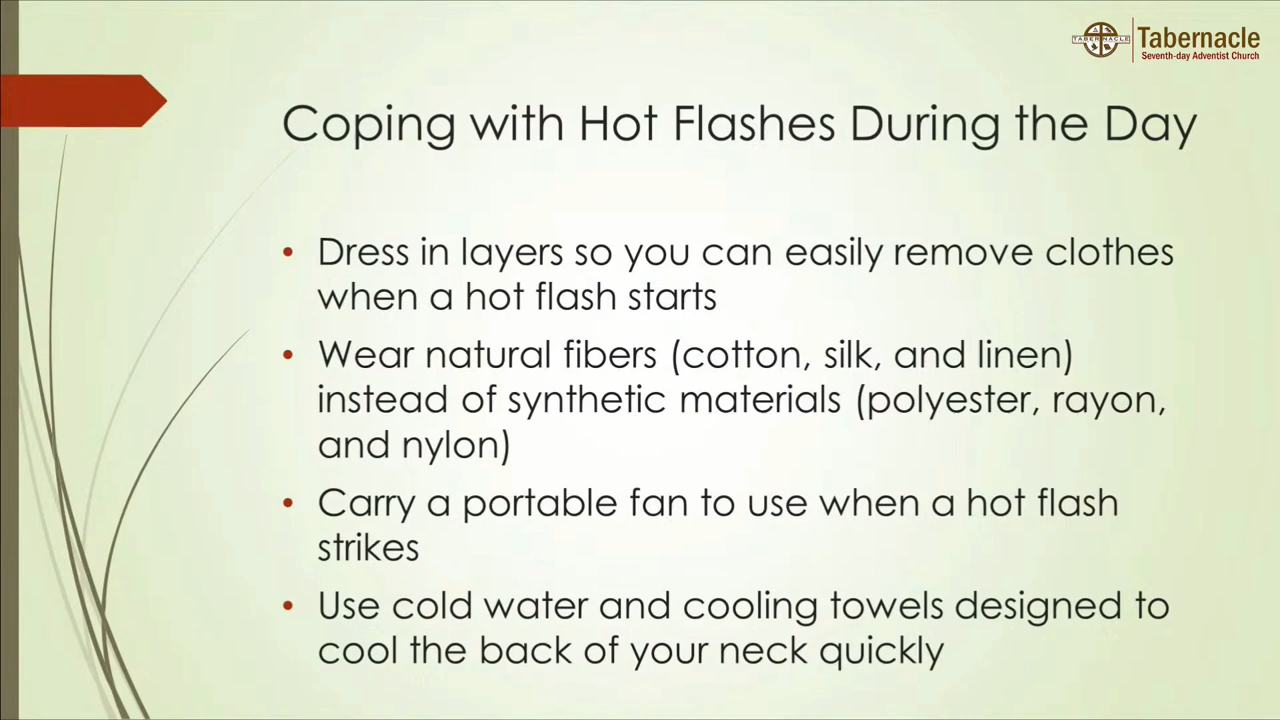 TABERNACLE
Tabernacle
Seventh-day Adventist Church
Coping with Hot Flashes During the Day
• Dress in layers so you can easily remove clothes
when a hot flash starts
• Wear natural fibers (cotton, silk, and linen)
instead of synthetic materials (polyester, rayon,
and nylon)
• Carry a portable fan to use when a hot flash
strikes
• Use cold water and cooling towels designed to
cool the back of your neck quickly